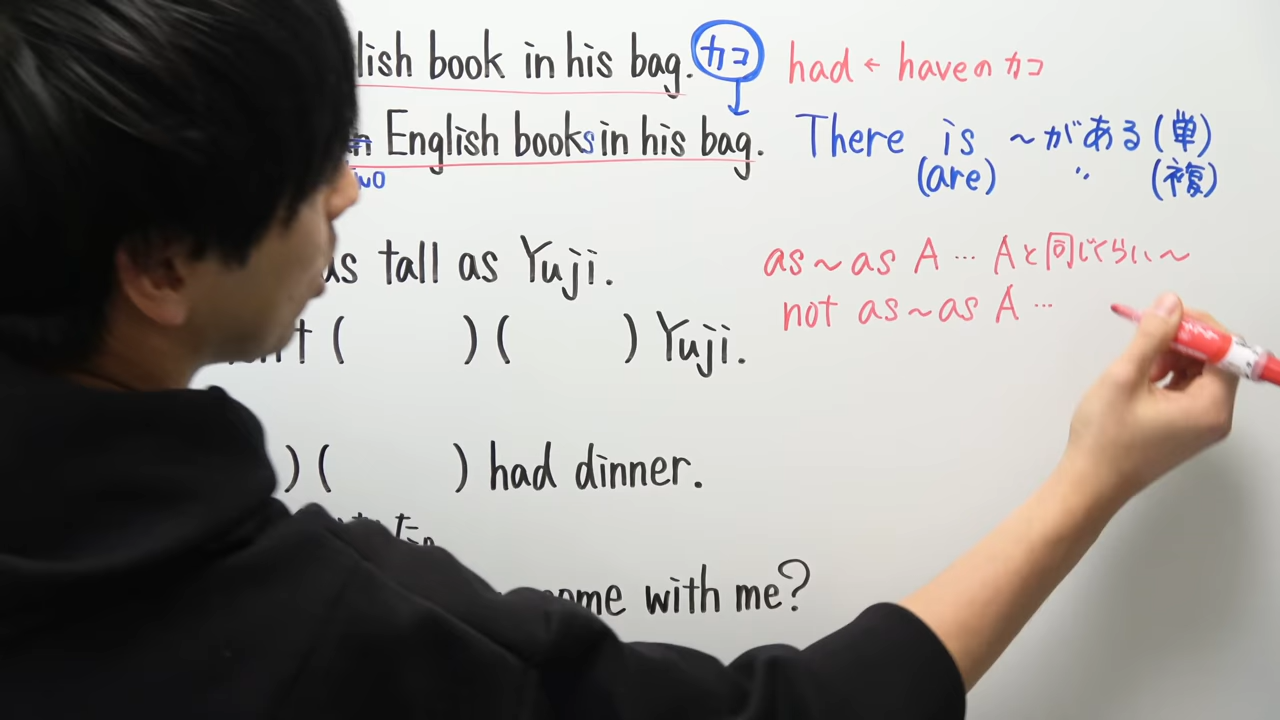 lish book in his bag. カコ had ← haveのカコ
English books in his bag. There is ~がある(単)
wo (are) 〃 (複)
as tall as Yuji. as~as A … Aと同じぐらい~
not as~as A …
t ( )( ) Yuji.
)( ) had dinner.
ome with me?